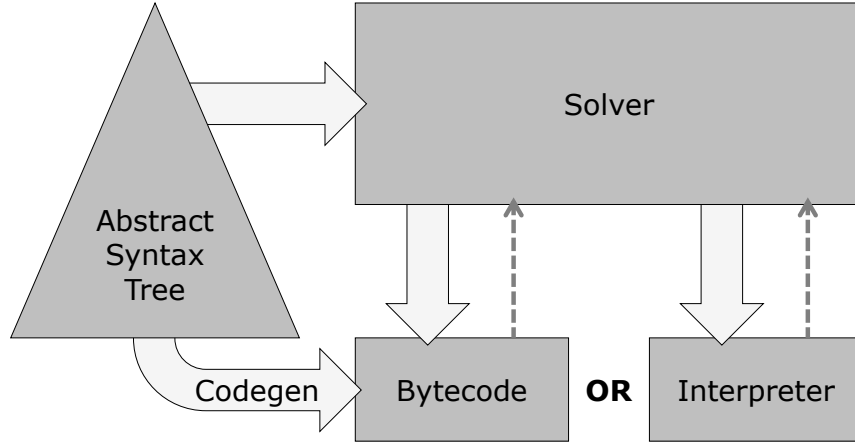 Solver
Abstract
Syntax
Tree
Codegen
Bytecode
OR
Interpreter